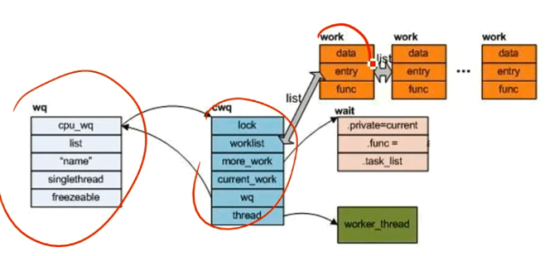 work
data
entry
func
list
work
data
entry
func
...
work
data
entry
func
wq
cpu_wq
list
"name"
singlethread
freezeable
cwq
lock
worklist
more_work
current_work
wq
thread
list
wait
.private=current
.func =
.task_list
worker_thread